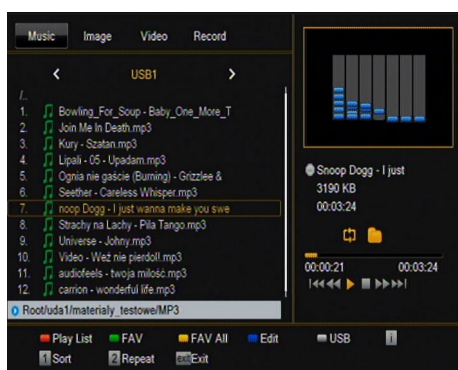 Music Image Video Record
USB1
/..
1. Bowling_For_Soup - Baby_One_More_T
2. Join Me In Death.mp3
3. Kury - Szatan.mp3
4. Lipali - 05 - Upadam.mp3
5. Ognia nie gaście (Burning) - Grizzlee &
6. Seether - Careless Whisper.mp3
7. noop Dogg - I just wanna make you swe
8. Strachy na Lachy - Piła Tango.mp3
9. Universe - Johny.mp3
10. Video - Weź nie pierdol!.mp3
11. audiofeels - twoja miłość.mp3
12. carrion - wonderful life.mp3
Root/uda1/materiały_testowe/MP3
Snoop Dogg - I just
3190 KB
00:03:24
00:00:21 00:03:24
Play List FAV FAV All Edit USB i
1 Sort 2 Repeat EXIT Exit